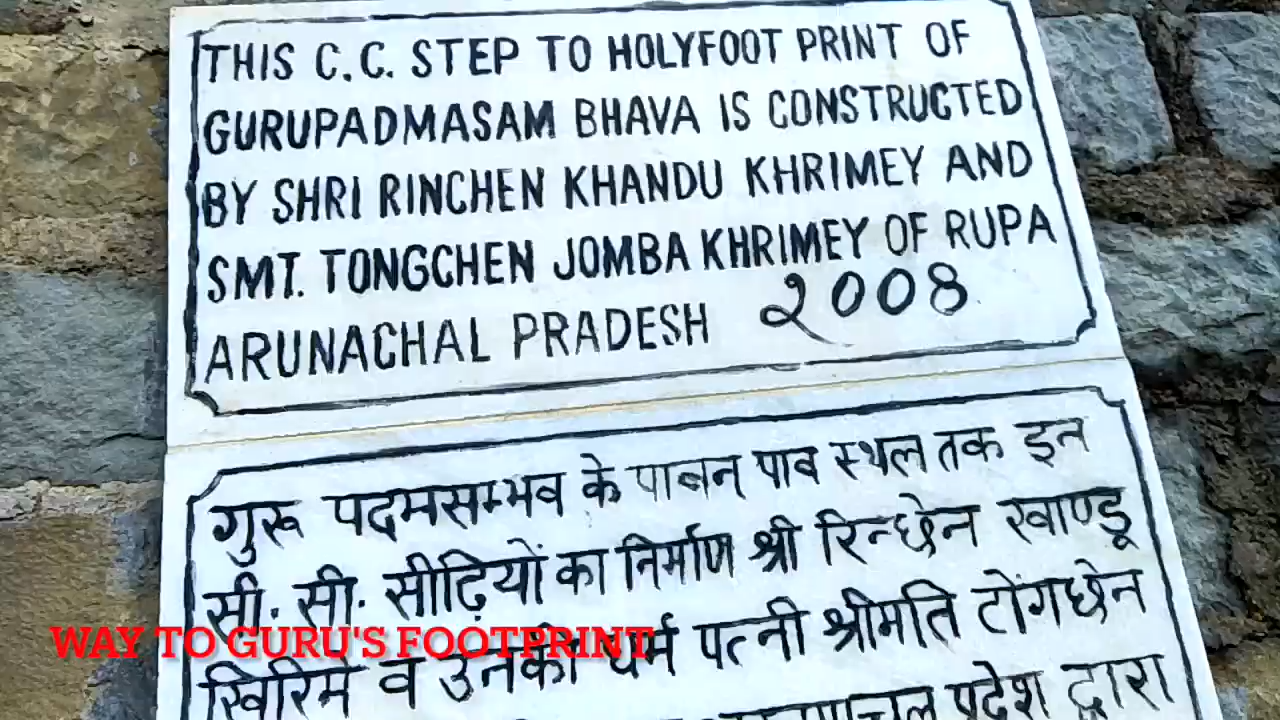 THIS C.C. STEP TO HOLYFOOT PRINT OF
GURUPADMASAM BHAVA IS CONSTRUCTED
BY SHRI RINCHEN KHANDU KHRIMEY AND
SMT. TONGCHEN JOMBA KHRIMEY OF RUPA
ARUNACHAL PRADESH २००8
गुरू पदमसम्भव के पावन पाव स्थल तक इन
सी. सी. सीढ़ियों का निर्माण श्री रिन्छेन खाण्डू
खिरिमे व उनकी धर्म पत्नी श्रीमति टोंगछेन
प्रदेश द्वारा
WAY TO GURU'S FOOTPRINT